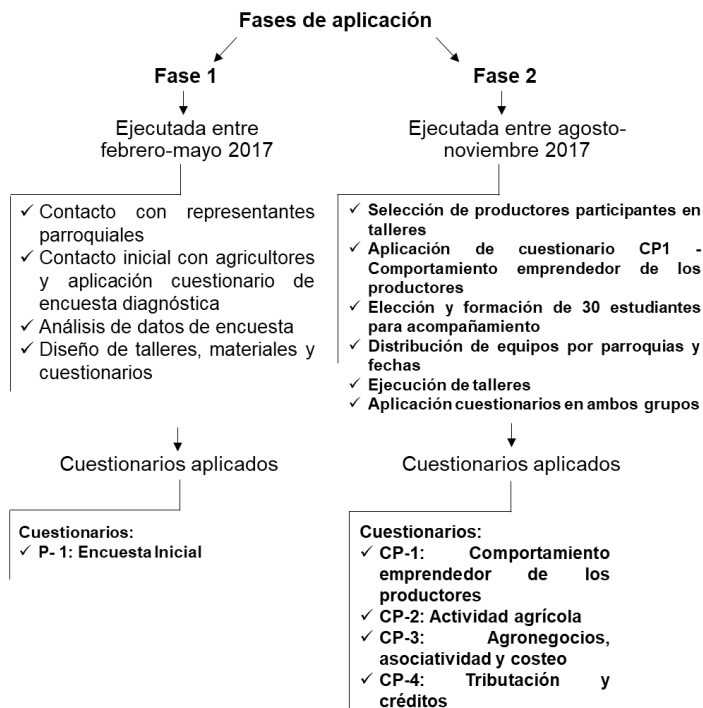 Fases de aplicación
Fase 1
Ejecutada entre
febrero-mayo 2017
✓ Contacto con representantes
parroquiales
✓ Contacto inicial con agricultores
y aplicación cuestionario de
encuesta diagnóstica
✓ Análisis de datos de encuesta
✓ Diseño de talleres, materiales y
cuestionarios
Cuestionarios aplicados
Cuestionarios:
✓ P- 1: Encuesta Inicial
Fase 2
Ejecutada entre agosto-
noviembre 2017
✓ Selección de productores participantes en
talleres
✓ Aplicación de cuestionario CP1 -
Comportamiento emprendedor de los
productores
✓ Elección y formación de 30 estudiantes
para acompañamiento
✓ Distribución de equipos por parroquias y
fechas
✓ Ejecución de talleres
✓ Aplicación cuestionarios en ambos grupos
Cuestionarios aplicados
Cuestionarios:
✓ CP-1: Comportamiento
emprendedor de los
productores
✓ CP-2: Actividad agrícola
✓ CP-3: Agronegocios,
asociatividad y costeo
✓ CP-4: Tributación y
créditos